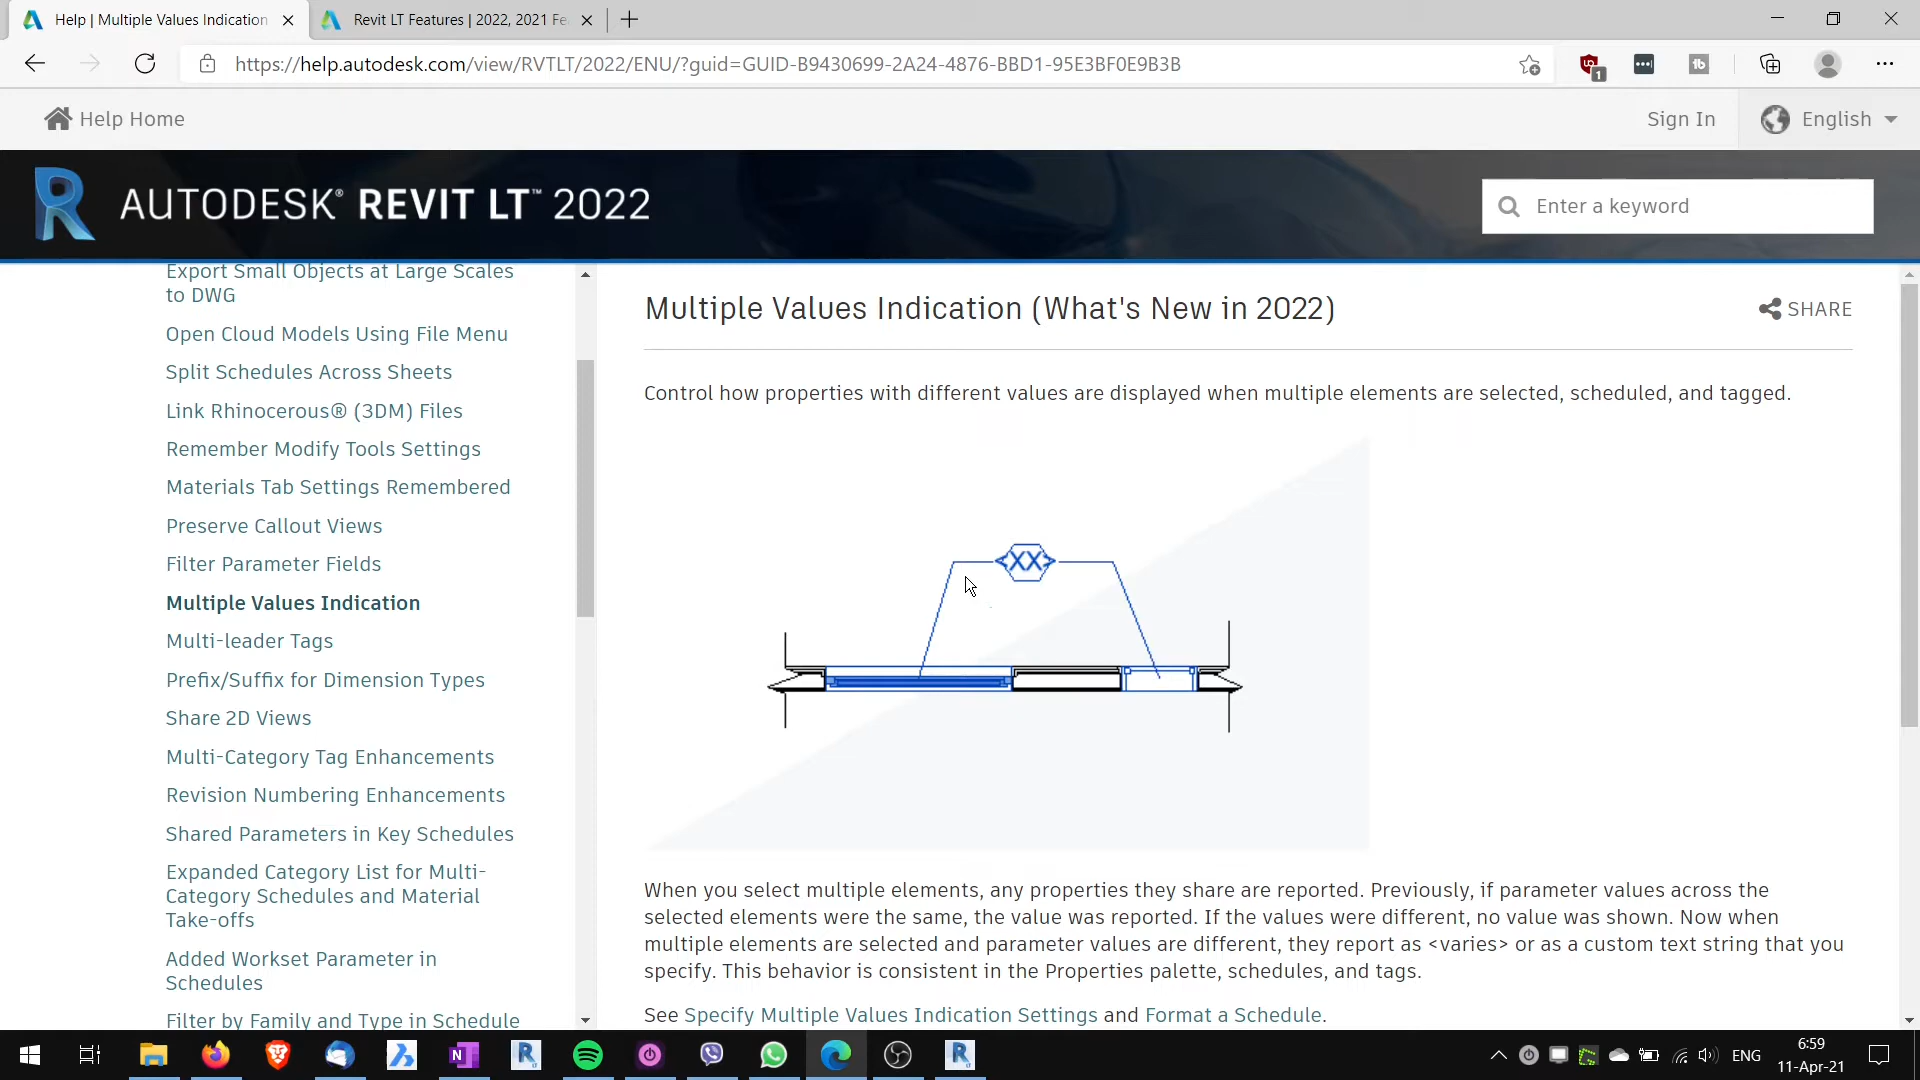 Help | Multiple Values Indication
Revit LT Features | 2022, 2021 Fe
https://help.autodesk.com/view/RVTLT/2022/ENU/?guid=GUID-B9430699-2A24-4876-BBD1-95E3BF0E9B3B
1
Help Home
Sign In
English
AUTODESK® REVIT LT™ 2022
Enter a keyword
Export Small Objects at Large Scales
to DWG
Open Cloud Models Using File Menu
Split Schedules Across Sheets
Link Rhinocerous® (3DM) Files
Remember Modify Tools Settings
Materials Tab Settings Remembered
Preserve Callout Views
Filter Parameter Fields
Multiple Values Indication
Multi-leader Tags
Prefix/Suffix for Dimension Types
Share 2D Views
Multi-Category Tag Enhancements
Revision Numbering Enhancements
Shared Parameters in Key Schedules
Expanded Category List for Multi-
Category Schedules and Material
Take-offs
Added Workset Parameter in
Schedules
Filter by Family and Type in Schedule
Multiple Values Indication (What's New in 2022)
SHARE
Control how properties with different values are displayed when multiple elements are selected, scheduled, and tagged.
<XX>
When you select multiple elements, any properties they share are reported. Previously, if parameter values across the
selected elements were the same, the value was reported. If the values were different, no value was shown. Now when
multiple elements are selected and parameter values are different, they report as <varies> or as a custom text string that you
specify. This behavior is consistent in the Properties palette, schedules, and tags.
See Specify Multiple Values Indication Settings and Format a Schedule.
ENG
6:59
11-Apr-21